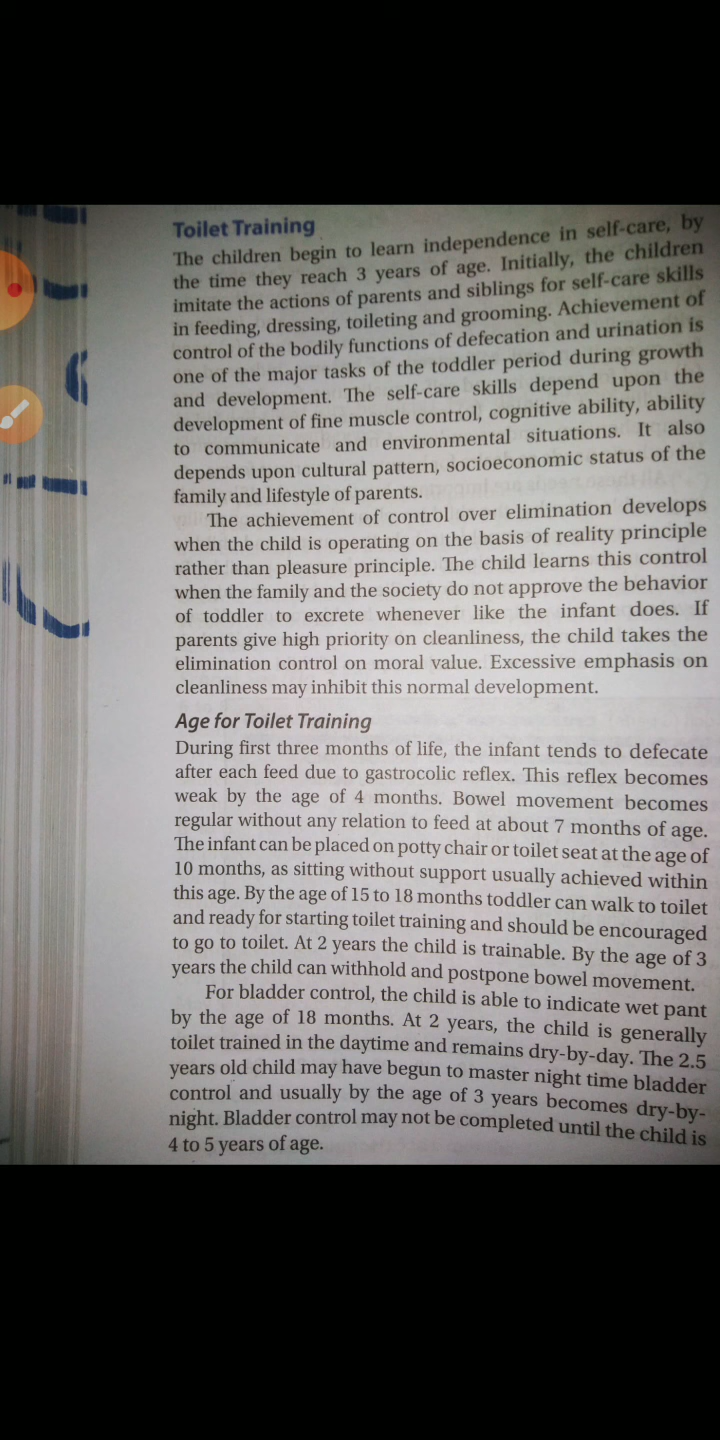 Toilet Training
The children begin to learn independence in self-care, by
the time they reach 3 years of age. Initially, the children
imitate the actions of parents and siblings for self-care skills
in feeding, dressing, toileting and grooming. Achievement of
control of the bodily functions of defecation and urination is
one of the major tasks of the toddler period during growth
and development. The self-care skills depend upon the
development of fine muscle control, cognitive ability, ability
to communicate and environmental situations. It also
depends upon cultural pattern, socioeconomic status of the
family and lifestyle of parents.
The achievement of control over elimination develops
when the child is operating on the basis of reality principle
rather than pleasure principle. The child learns this control
when the family and the society do not approve the behavior
of toddler to excrete whenever like the infant does. If
parents give high priority on cleanliness, the child takes the
elimination control on moral value. Excessive emphasis on
cleanliness may inhibit this normal development.
Age for Toilet Training
During first three months of life, the infant tends to defecate
after each feed due to gastrocolic reflex. This reflex becomes
weak by the age of 4 months. Bowel movement becomes
regular without any relation to feed at about 7 months of age.
The infant can be placed on potty chair or toilet seat at the age of
10 months, as sitting without support usually achieved within
this age. By the age of 15 to 18 months toddler can walk to toilet
and ready for starting toilet training and should be encouraged
to go to toilet. At 2 years the child is trainable. By the age of 3
years the child can withhold and postpone bowel movement.
For bladder control, the child is able to indicate wet pant
by the age of 18 months. At 2 years, the child is generally
toilet trained in the daytime and remains dry-by-day. The 2.5
years old child may have begun to master night time bladder
control and usually by the age of 3 years becomes dry-by-
night. Bladder control may not be completed until the child is
4 to 5 years of age.